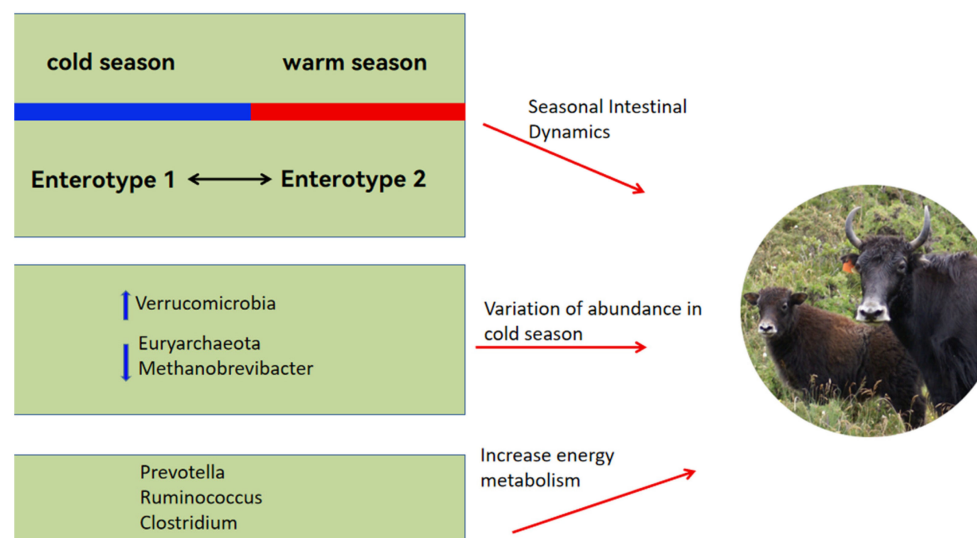 cold season
warm season
Enterotype 1
Enterotype 2
Seasonal Intestinal
Dynamics
Verrucomicrobia
Euryarchaeota
Methanobrevibacter
Variation of abundance in
cold season
Prevotella
Ruminococcus
Clostridium
Increase energy
metabolism